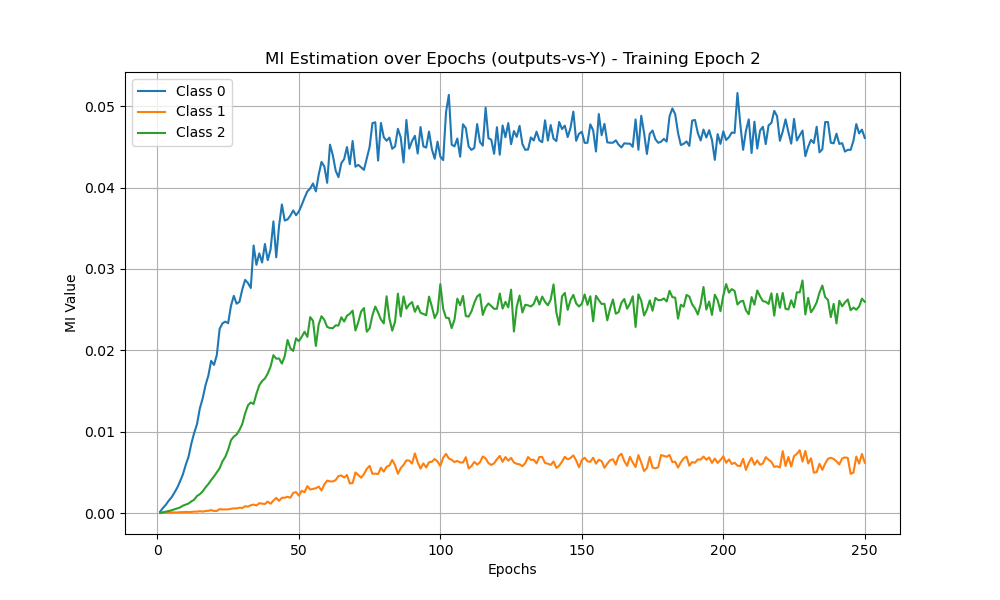 MI Estimation over Epochs (outputs-vs-Y) - Training Epoch 2
Class 0
Class 1
Class 2
0.05
0.04
0.03
0.02
0.01
0.00
MI Value
0
50
100
150
200
250
Epochs